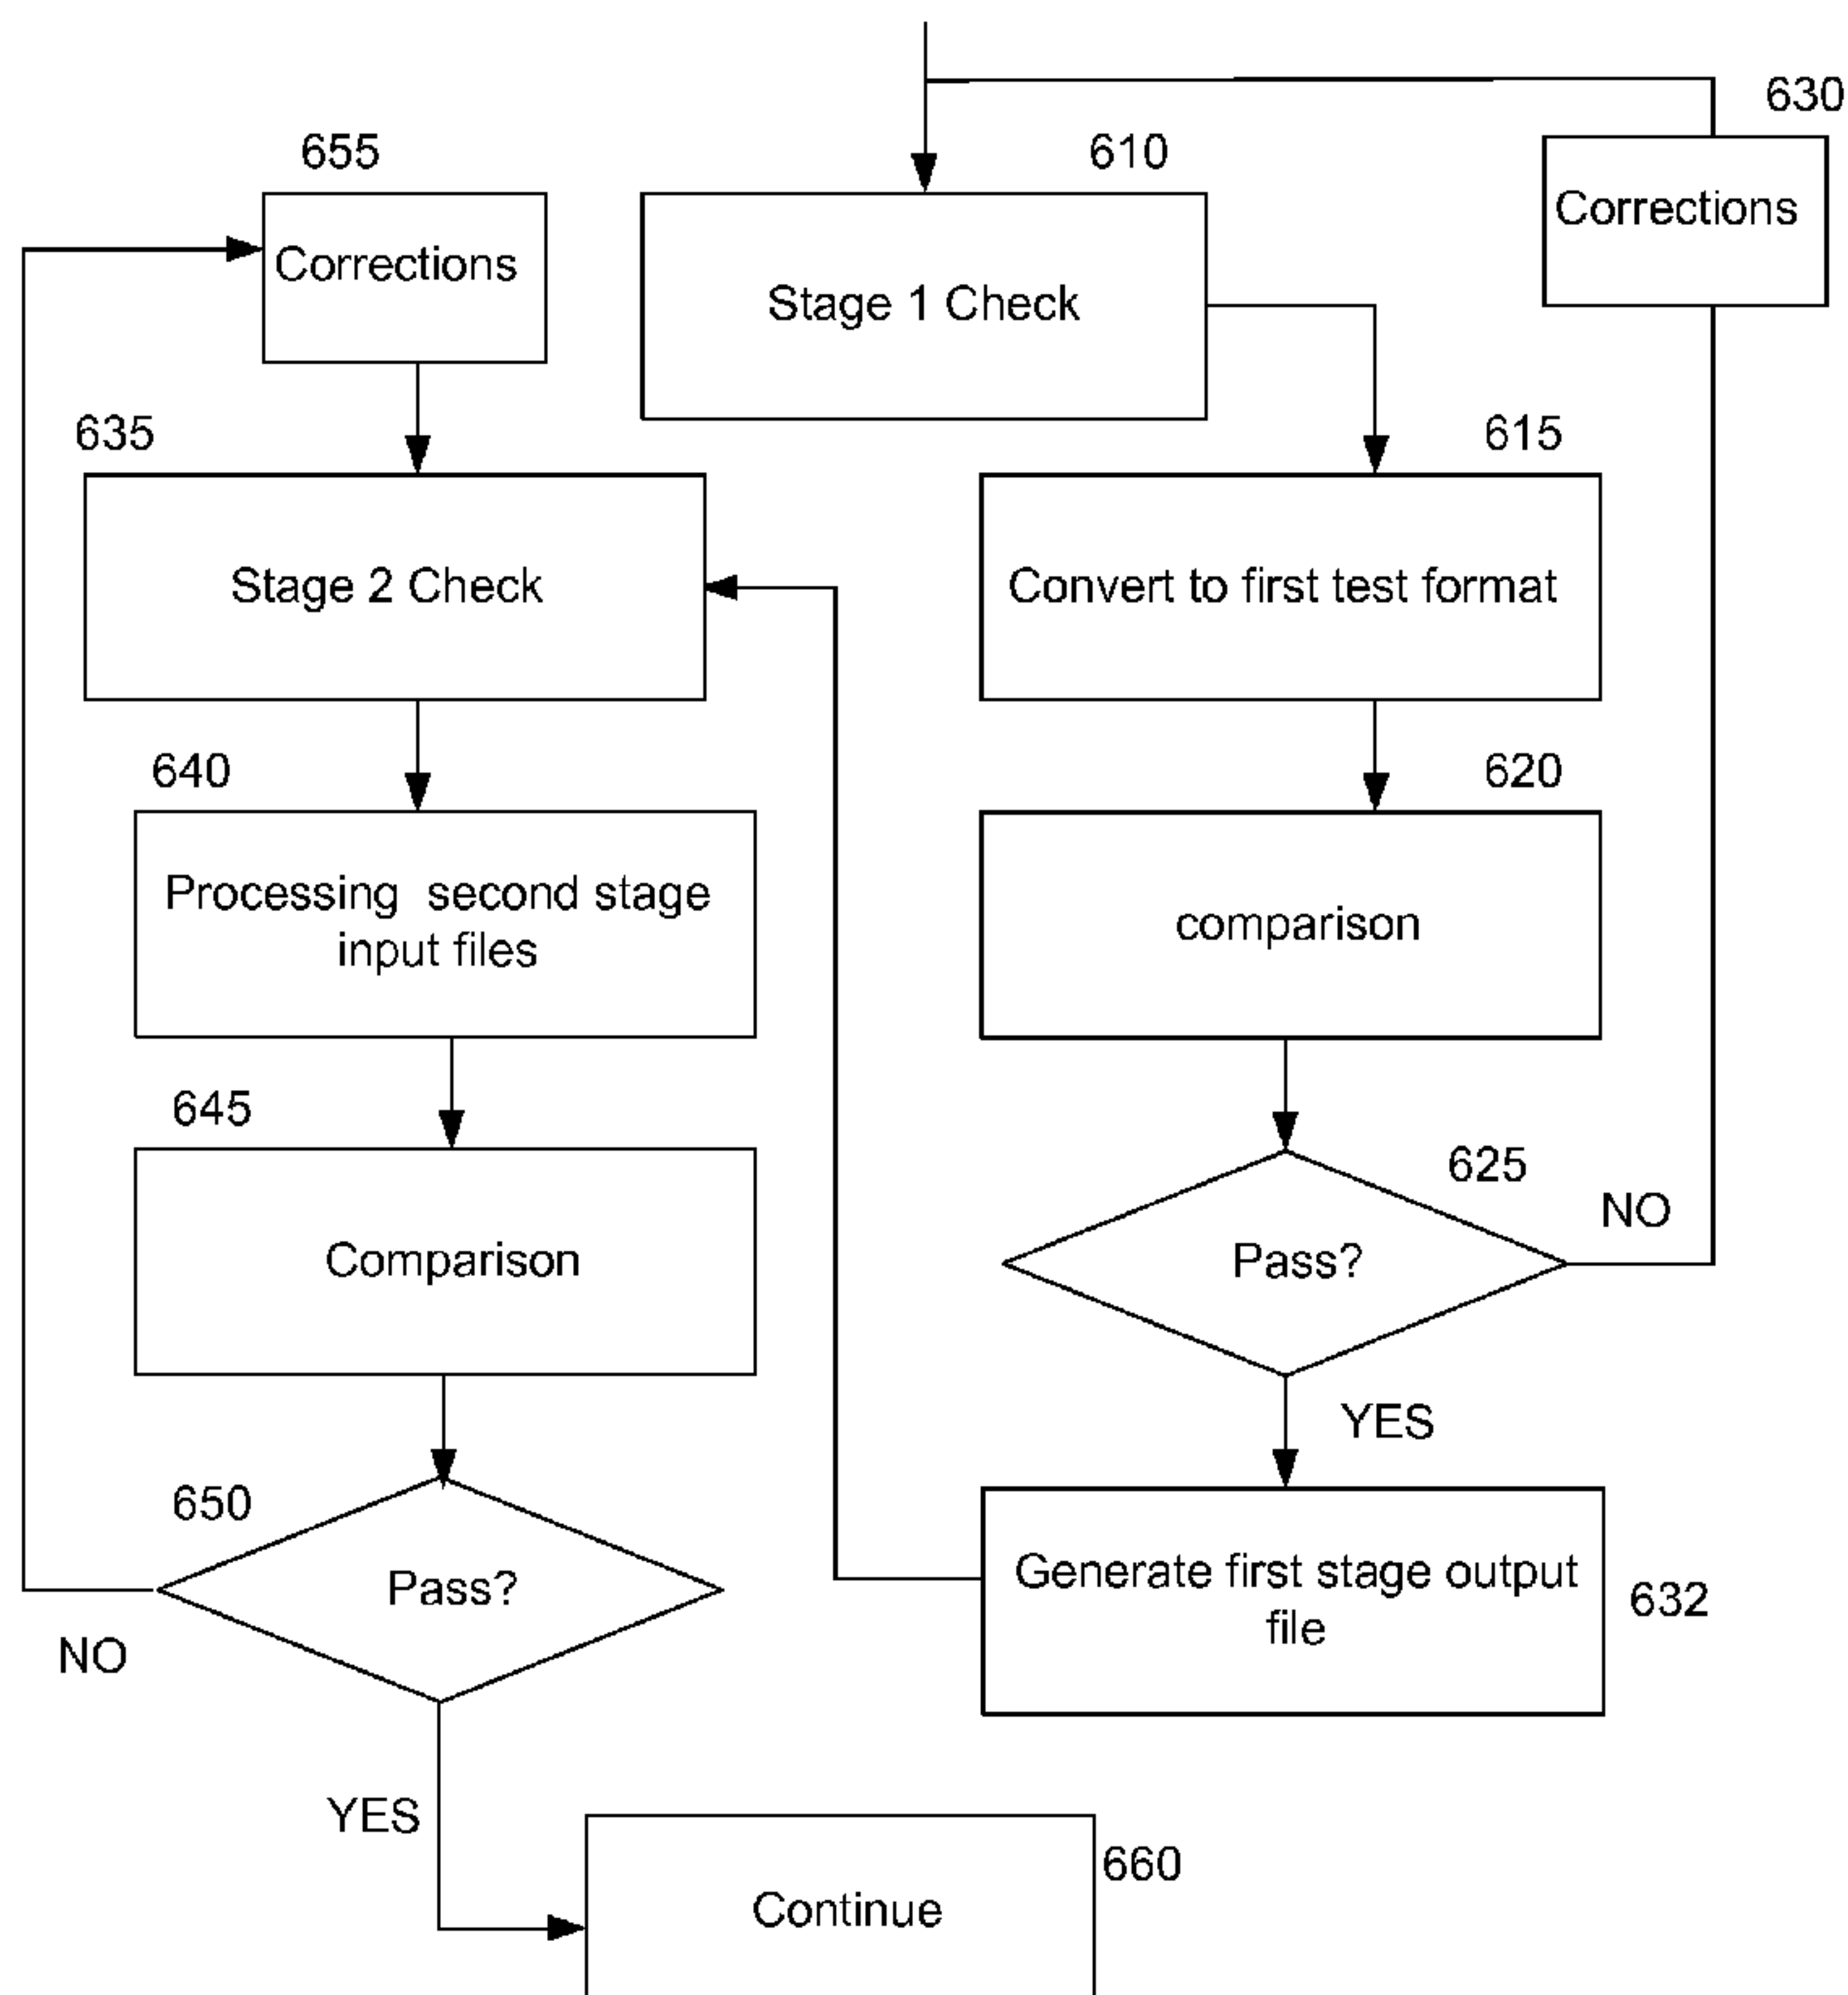 630
655
610
Corrections
Corrections
Stage 1 Check
635
615
Stage 2 Check
Convert to first test format
640
620
Processing second stage
input files
comparison
645
625
NO
Comparison
Pass?
YES
650
Pass?
Generate first stage output
file
632
NO
YES
660
Continue